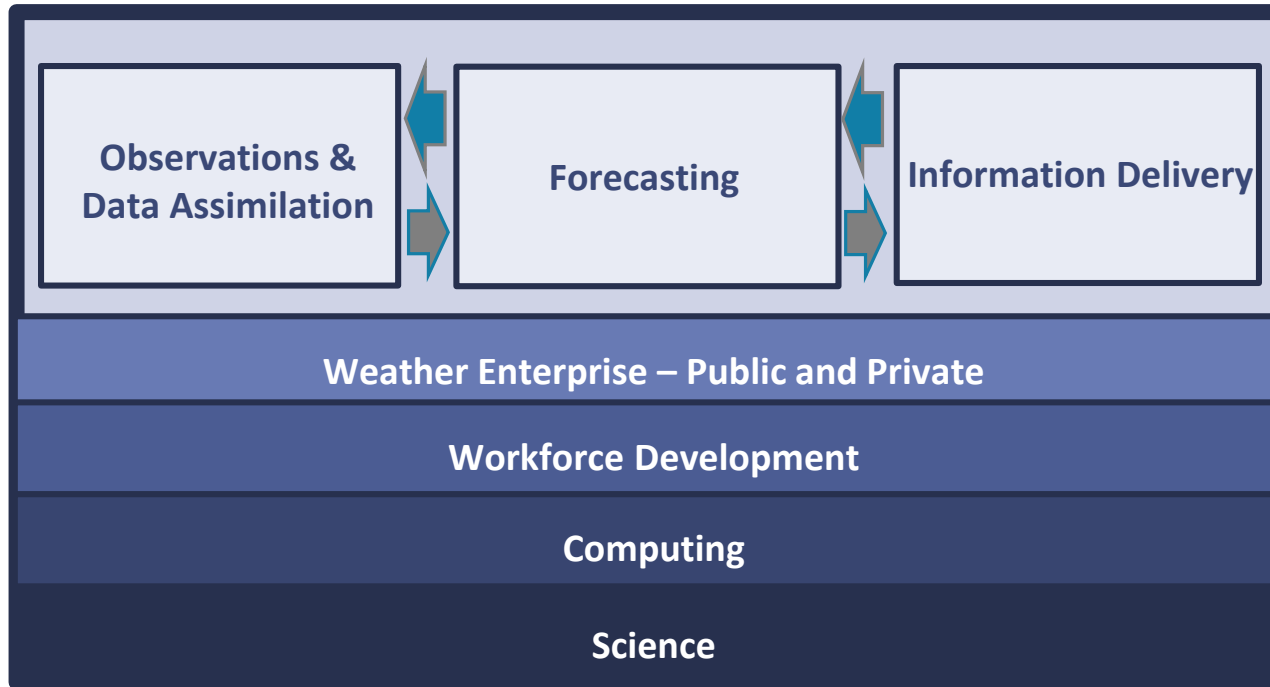 Observations &
Data Assimilation
Forecasting
Information Delivery
Weather Enterprise – Public and Private
Workforce Development
Computing
Science